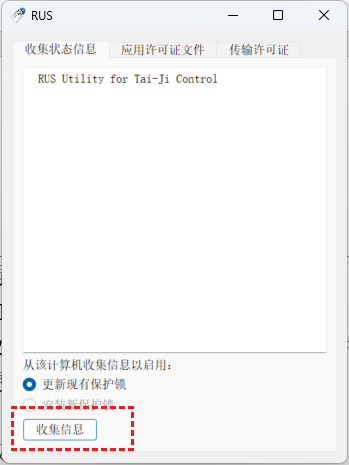 RUS
收集状态信息 应用许可证文件 传输许可证
RUS Utility for Tai-Ji Control
从该计算机收集信息以启用:
更新现有保护锁
安装新保护锁
收集信息